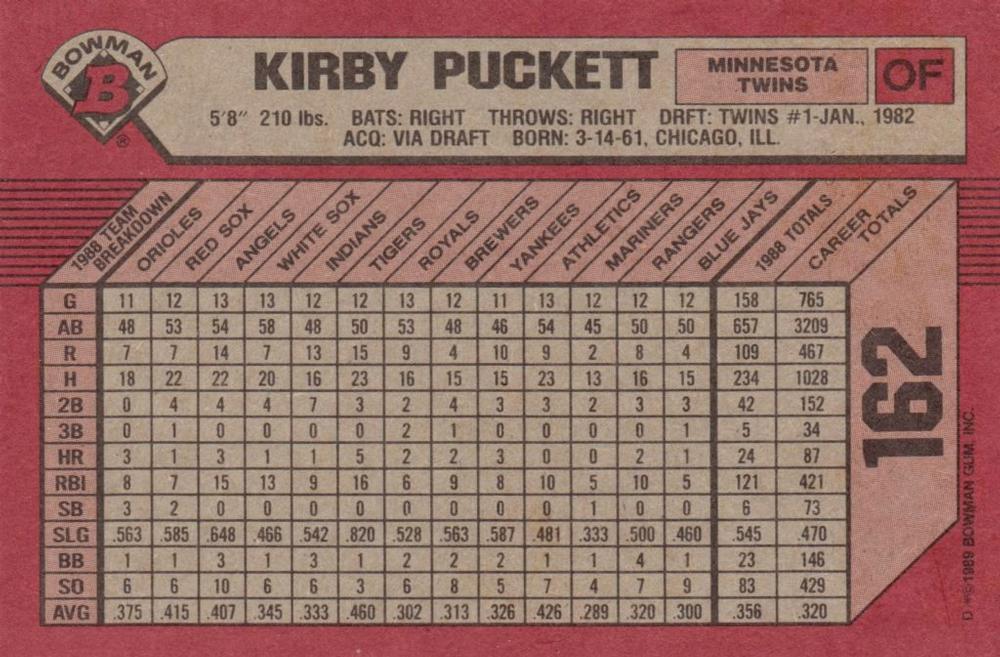 BOWMAN
B
®
KIRBY PUCKETT
MINNESOTA
TWINS
OF
5'8" 210 lbs. BATS: RIGHT THROWS: RIGHT DRFT: TWINS #1-JAN., 1982
ACQ: VIA DRAFT BORN: 3-14-61, CHICAGO, ILL.
1988 TEAM BREAKDOWN ORIOLES RED SOX ANGELS WHITE SOX INDIANS TIGERS ROYALS BREWERS YANKEES ATHLETICS MARINERS RANGERS BLUE JAYS 1988 TOTALS CAREER TOTALS
G 11 12 13 13 12 12 13 12 11 13 12 12 12 158 765
AB 48 53 54 58 48 50 53 48 46 54 45 50 50 657 3209
R 7 7 14 7 13 15 9 4 10 9 2 8 4 109 467
H 18 22 22 20 16 23 16 15 15 23 13 16 15 234 1028
2B 0 4 4 4 7 3 2 4 3 3 2 3 3 42 152
3B 0 1 0 0 0 0 2 1 0 0 0 0 1 5 34
HR 3 1 3 1 1 5 2 2 3 0 0 2 1 24 87
RBI 8 7 15 13 9 16 6 9 8 10 5 10 5 121 421
SB 3 2 0 0 0 0 0 0 0 0 1 0 0 6 73
SLG .563 .585 .648 .466 .542 .820 .528 .563 .587 .481 .333 .500 .460 .545 .470
BB 1 1 3 1 3 1 2 2 2 1 1 4 1 23 146
SO 6 6 10 6 6 3 6 8 5 7 4 7 9 83 429
AVG .375 .415 .407 .345 .333 .460 .302 .313 .326 .426 .289 .320 .300 .356 .320
162
D *©1989 BOWMAN GUM, INC.